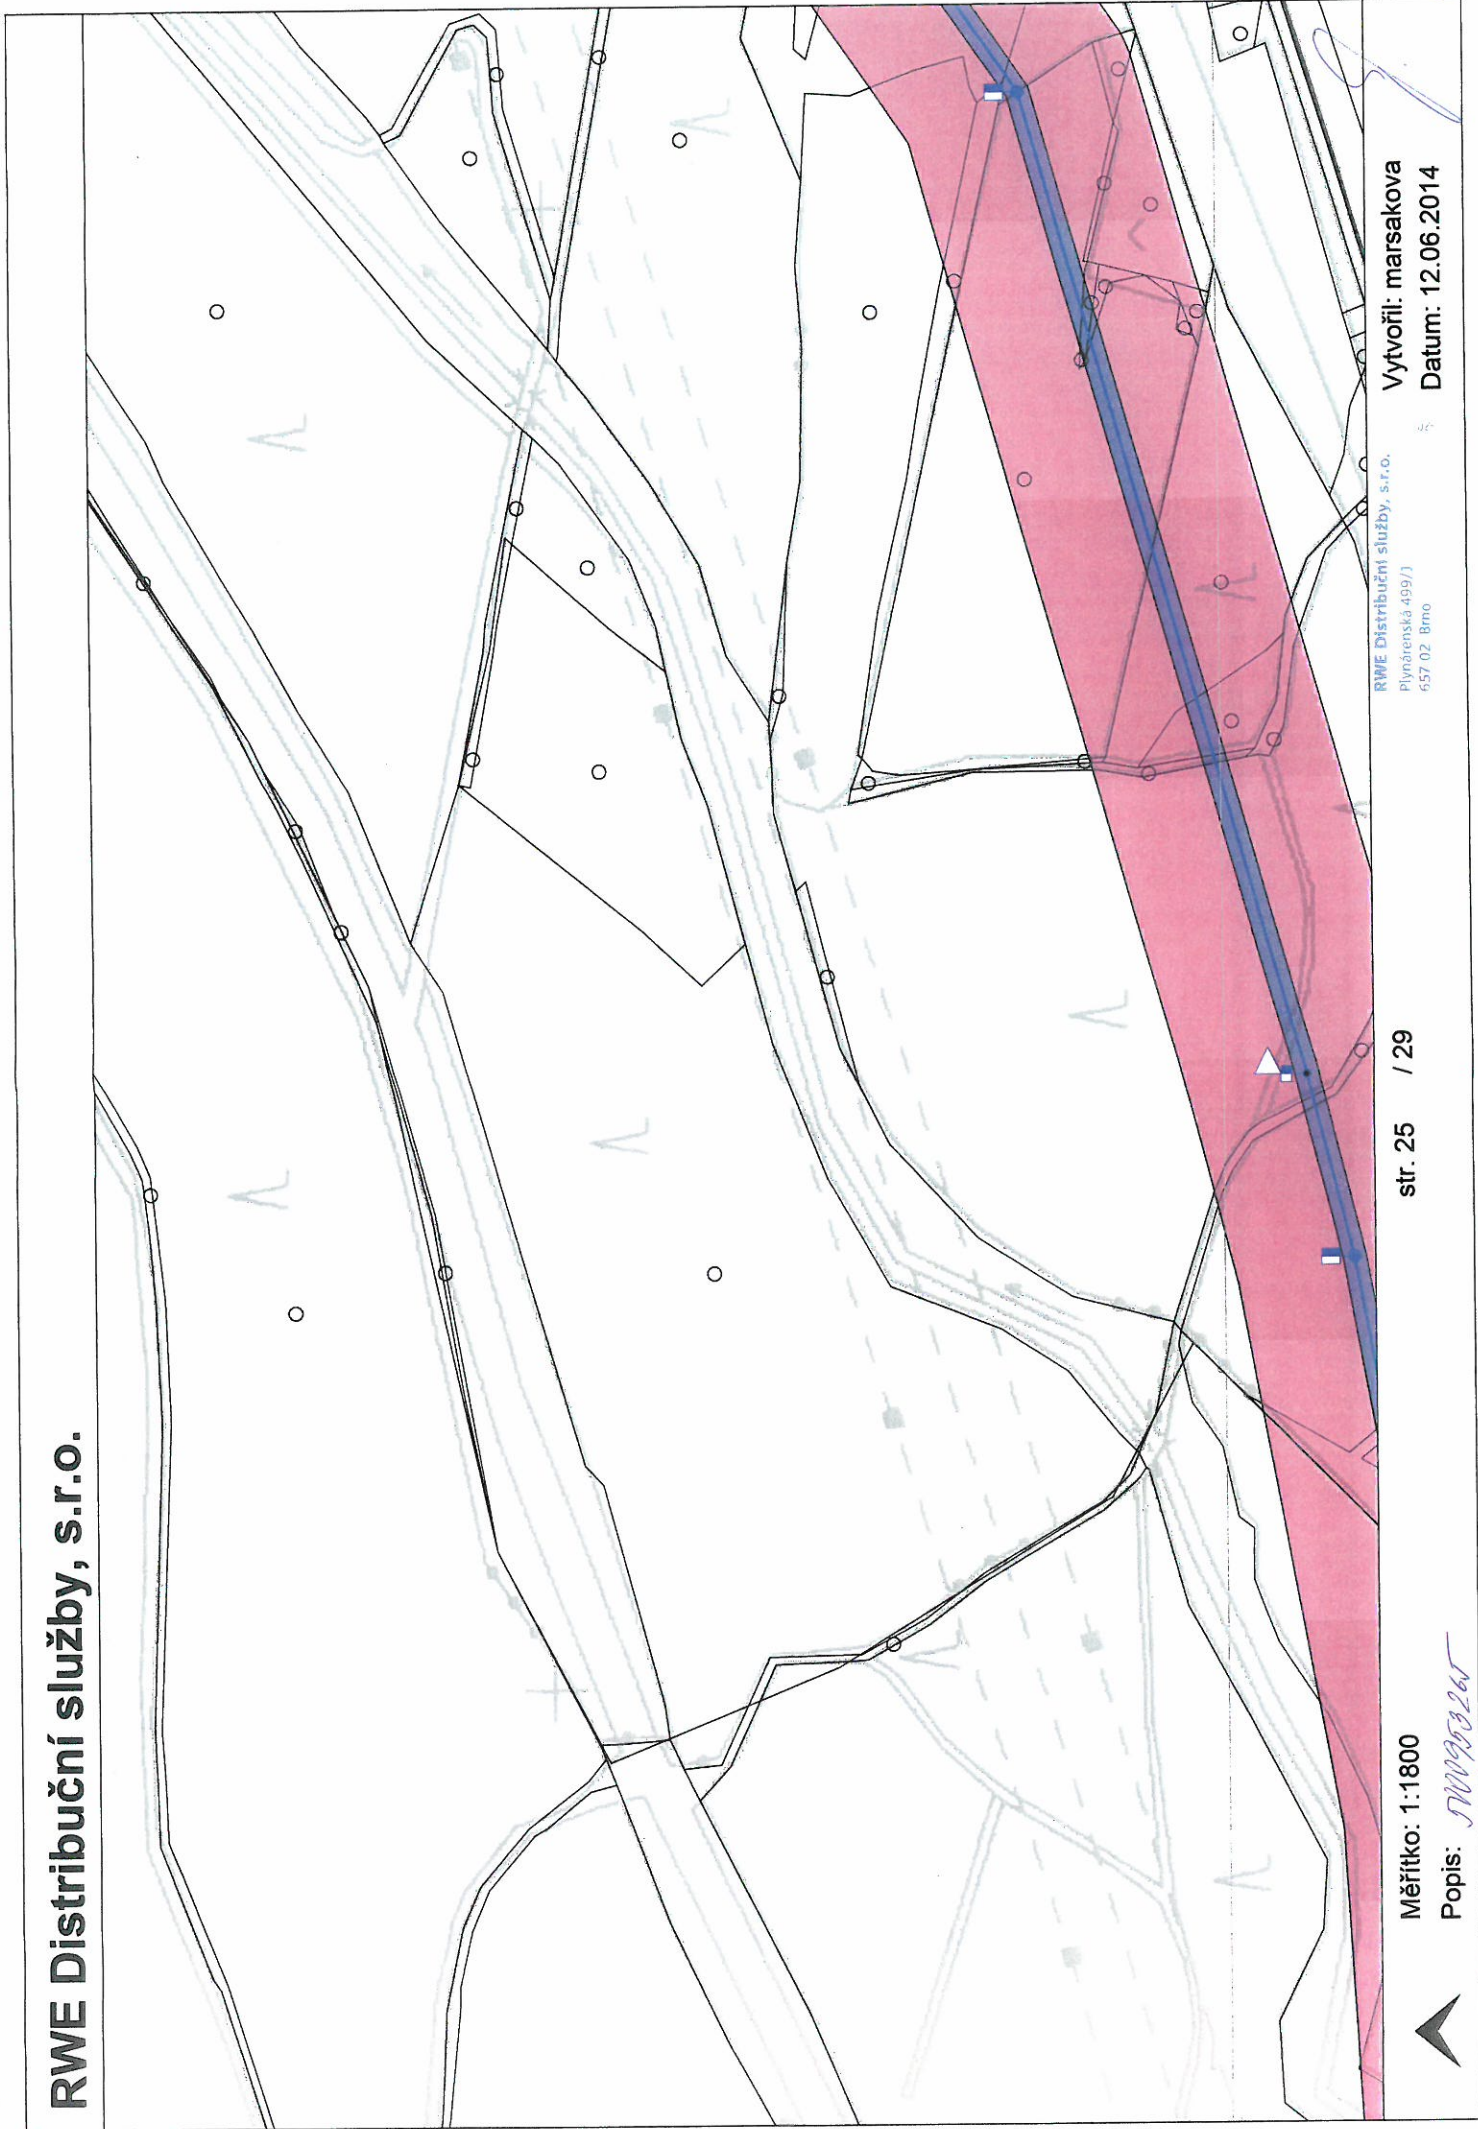 RWE Distribuční služby, s.r.o.
Měřítko: 1:1800
str. 25 / 29
Vytvořil: marsakova
Popis:
Datum: 12.06.2014
RWE Distribuční služby, s.r.o.
Plynárenská 499/1
657 02 Brno